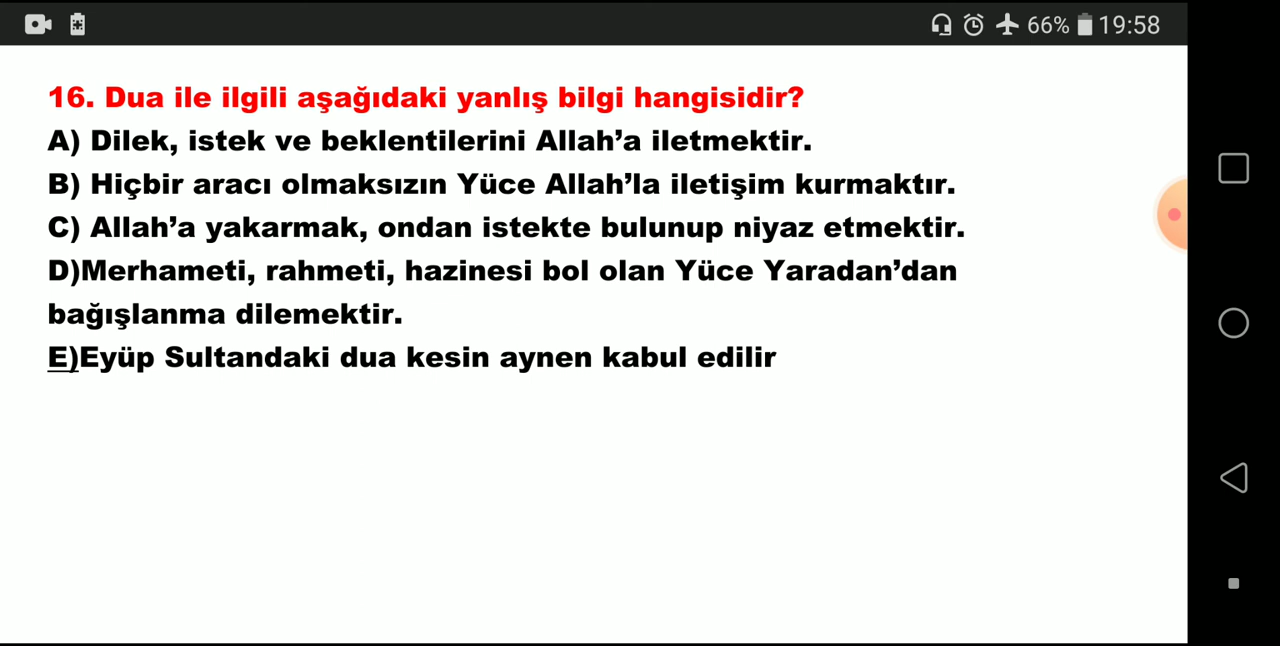 66% 19:58
16. Dua ile ilgili aşağıdaki yanlış bilgi hangisidir?
A) Dilek, istek ve beklentilerini Allah’a iletmektir.
B) Hiçbir aracı olmaksızın Yüce Allah’la iletişim kurmaktır.
C) Allah’a yakarmak, ondan istekte bulunup niyaz etmektir.
D)Merhameti, rahmeti, hazinesi bol olan Yüce Yaradan’dan
bağışlanma dilemektir.
E)Eyüp Sultandaki dua kesin aynen kabul edilir